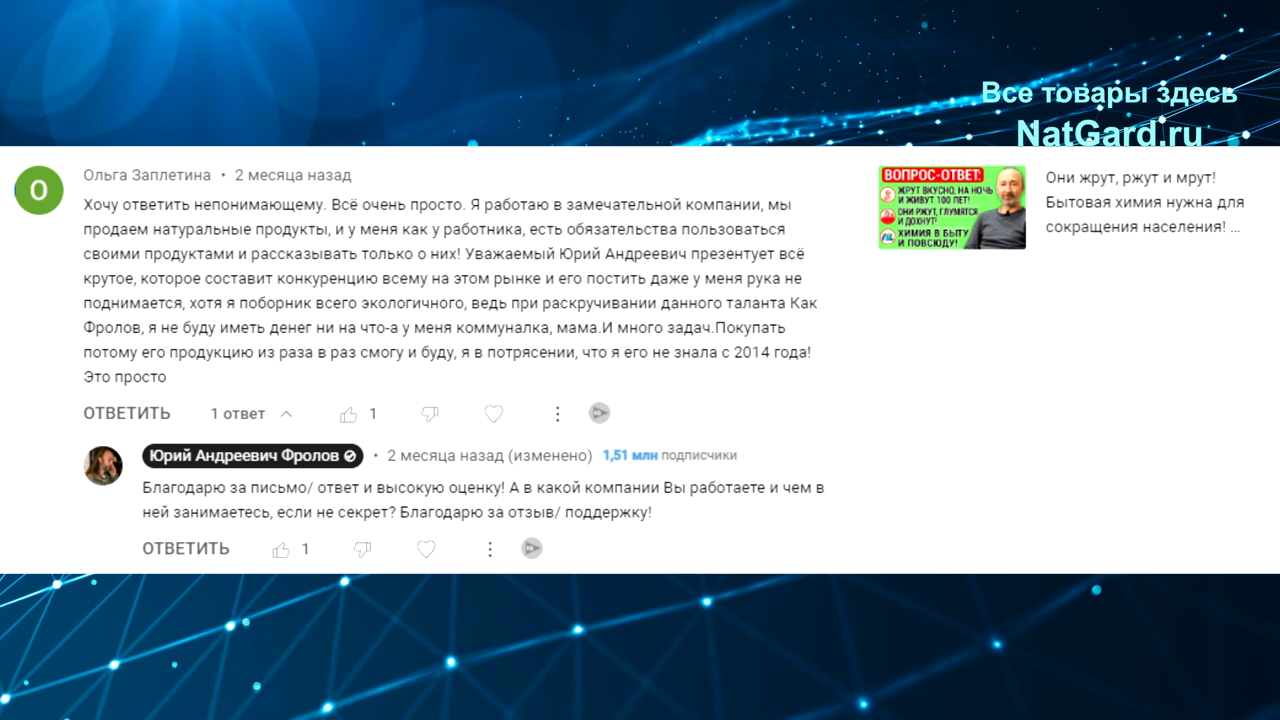 Все товары здесь
NatGard.ru
О
Ольга Заплетина • 2 месяца назад
Хочу ответить непонимающему. Всё очень просто. Я работаю в замечательной компании, мы
продаем натуральные продукты, и у меня как у работника, есть обязательства пользоваться
своими продуктами и рассказывать только о них! Уважаемый Юрий Андреевич презентует всё
крутое, которое составит конкуренцию всему на этом рынке и его постить даже у меня рука не
поднимается, хотя я поборник всего экологичного, ведь при раскручивании данного таланта Как
Фролов, я не буду иметь денег ни на что-а у меня коммуналка, мама.И много задач.Покупать
потому его продукцию из раза в раз смогу и буду, я в потрясении, что я его не знала с 2014 года!
Это просто
ОТВЕТИТЬ 1 ответ 1
Юрий Андреевич Фролов • 2 месяца назад (изменено) 1,51 млн подписчики
Благодарю за письмо/ ответ и высокую оценку! А в какой компании Вы работаете и чем в
ней занимаетесь, если не секрет? Благодарю за отзыв/ поддержку!
ОТВЕТИТЬ 1
ВОПРОС-ОТВЕТ:
ЖРУТ ВКУСНО, НА НОЧЬ
И ЖИВУТ 100 ЛЕТ!
ОНИ РЖУТ, ГЛУМЯТСЯ
И ДОХНУТ!
ХИМИЯ В БЫТУ
И ПОВСЮДУ!
Они жрут, ржут и мрут!
Бытовая химия нужна для
сокращения населения! ...